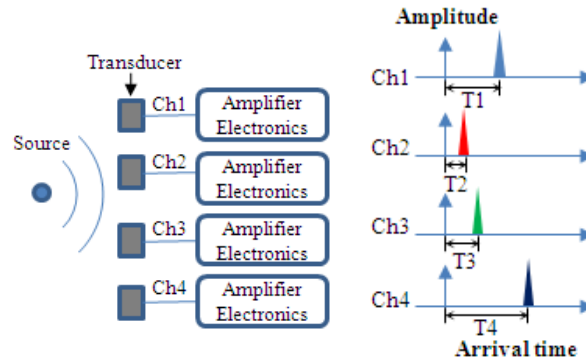 Transducer
Source
Ch1
Amplifier
Electronics
Ch2
Amplifier
Electronics
Ch3
Amplifier
Electronics
Ch4
Amplifier
Electronics
Amplitude
Ch1
T1
Ch2
T2
Ch3
T3
Ch4
T4
Arrival time